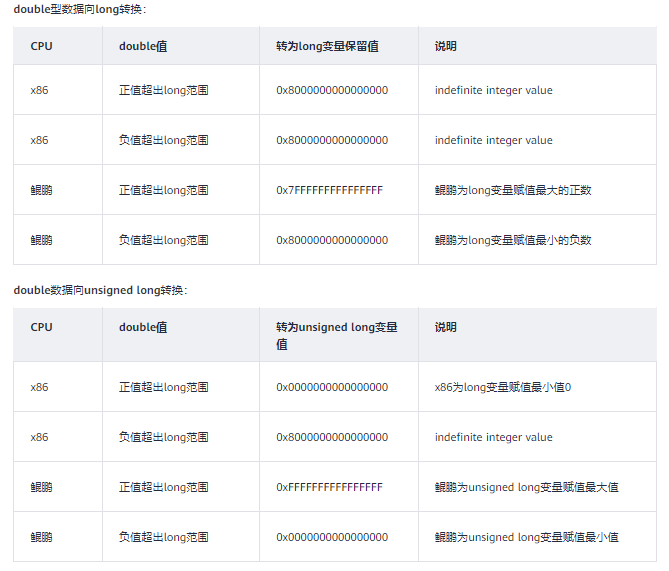 double型数据向long转换：
CPU double值 转为long变量保留值 说明
x86 正值超出long范围 0x8000000000000000 indefinite integer value
x86 负值超出long范围 0x8000000000000000 indefinite integer value
鲲鹏 正值超出long范围 0x7FFFFFFFFFFFFFFF 鲲鹏为long变量赋值最大的正数
鲲鹏 负值超出long范围 0x8000000000000000 鲲鹏为long变量赋值最小的负数
double数据向unsigned long转换：
CPU double值 转为unsigned long变量 说明
值
x86 正值超出long范围 0x0000000000000000 x86为long变量赋值最小值0
x86 负值超出long范围 0x8000000000000000 indefinite integer value
鲲鹏 正值超出long范围 0xFFFFFFFFFFFFFFFF 鲲鹏为unsigned long变量赋值最大值
鲲鹏 负值超出long范围 0x0000000000000000 鲲鹏为unsigned long变量赋值最小值